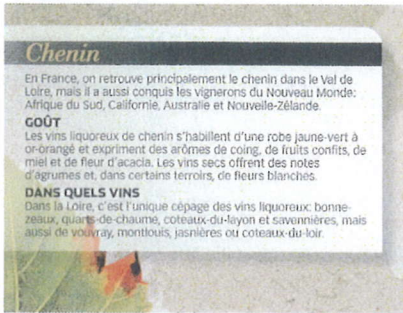 Chenin
En France, on retrouve principalement le chenin dans le Val de
Loire, mais il a aussi conquis les vignerons du Nouveau Monde:
Afrique du Sud, Californie, Australie et Nouvelle-Zélande.
GOÛT
Les vins liquoreux de chenin s'habillent d'une robe jaune-vert à
or-orangé et expriment des arômes de coing, de fruits confits, de
miel et de fleur d'acacia. Les vins secs offrent des notes
d'agrumes et, dans certains terroirs, de fleurs blanches.
DANS QUELS VINS
Dans la Loire, c'est l'unique cépage des vins liquoreux: bonne-
zeaux, quarts-de-chaume, coteaux-du-layon et savennières, mais
aussi de vouvray, montlouis, jasnières ou coteaux-du-loir.